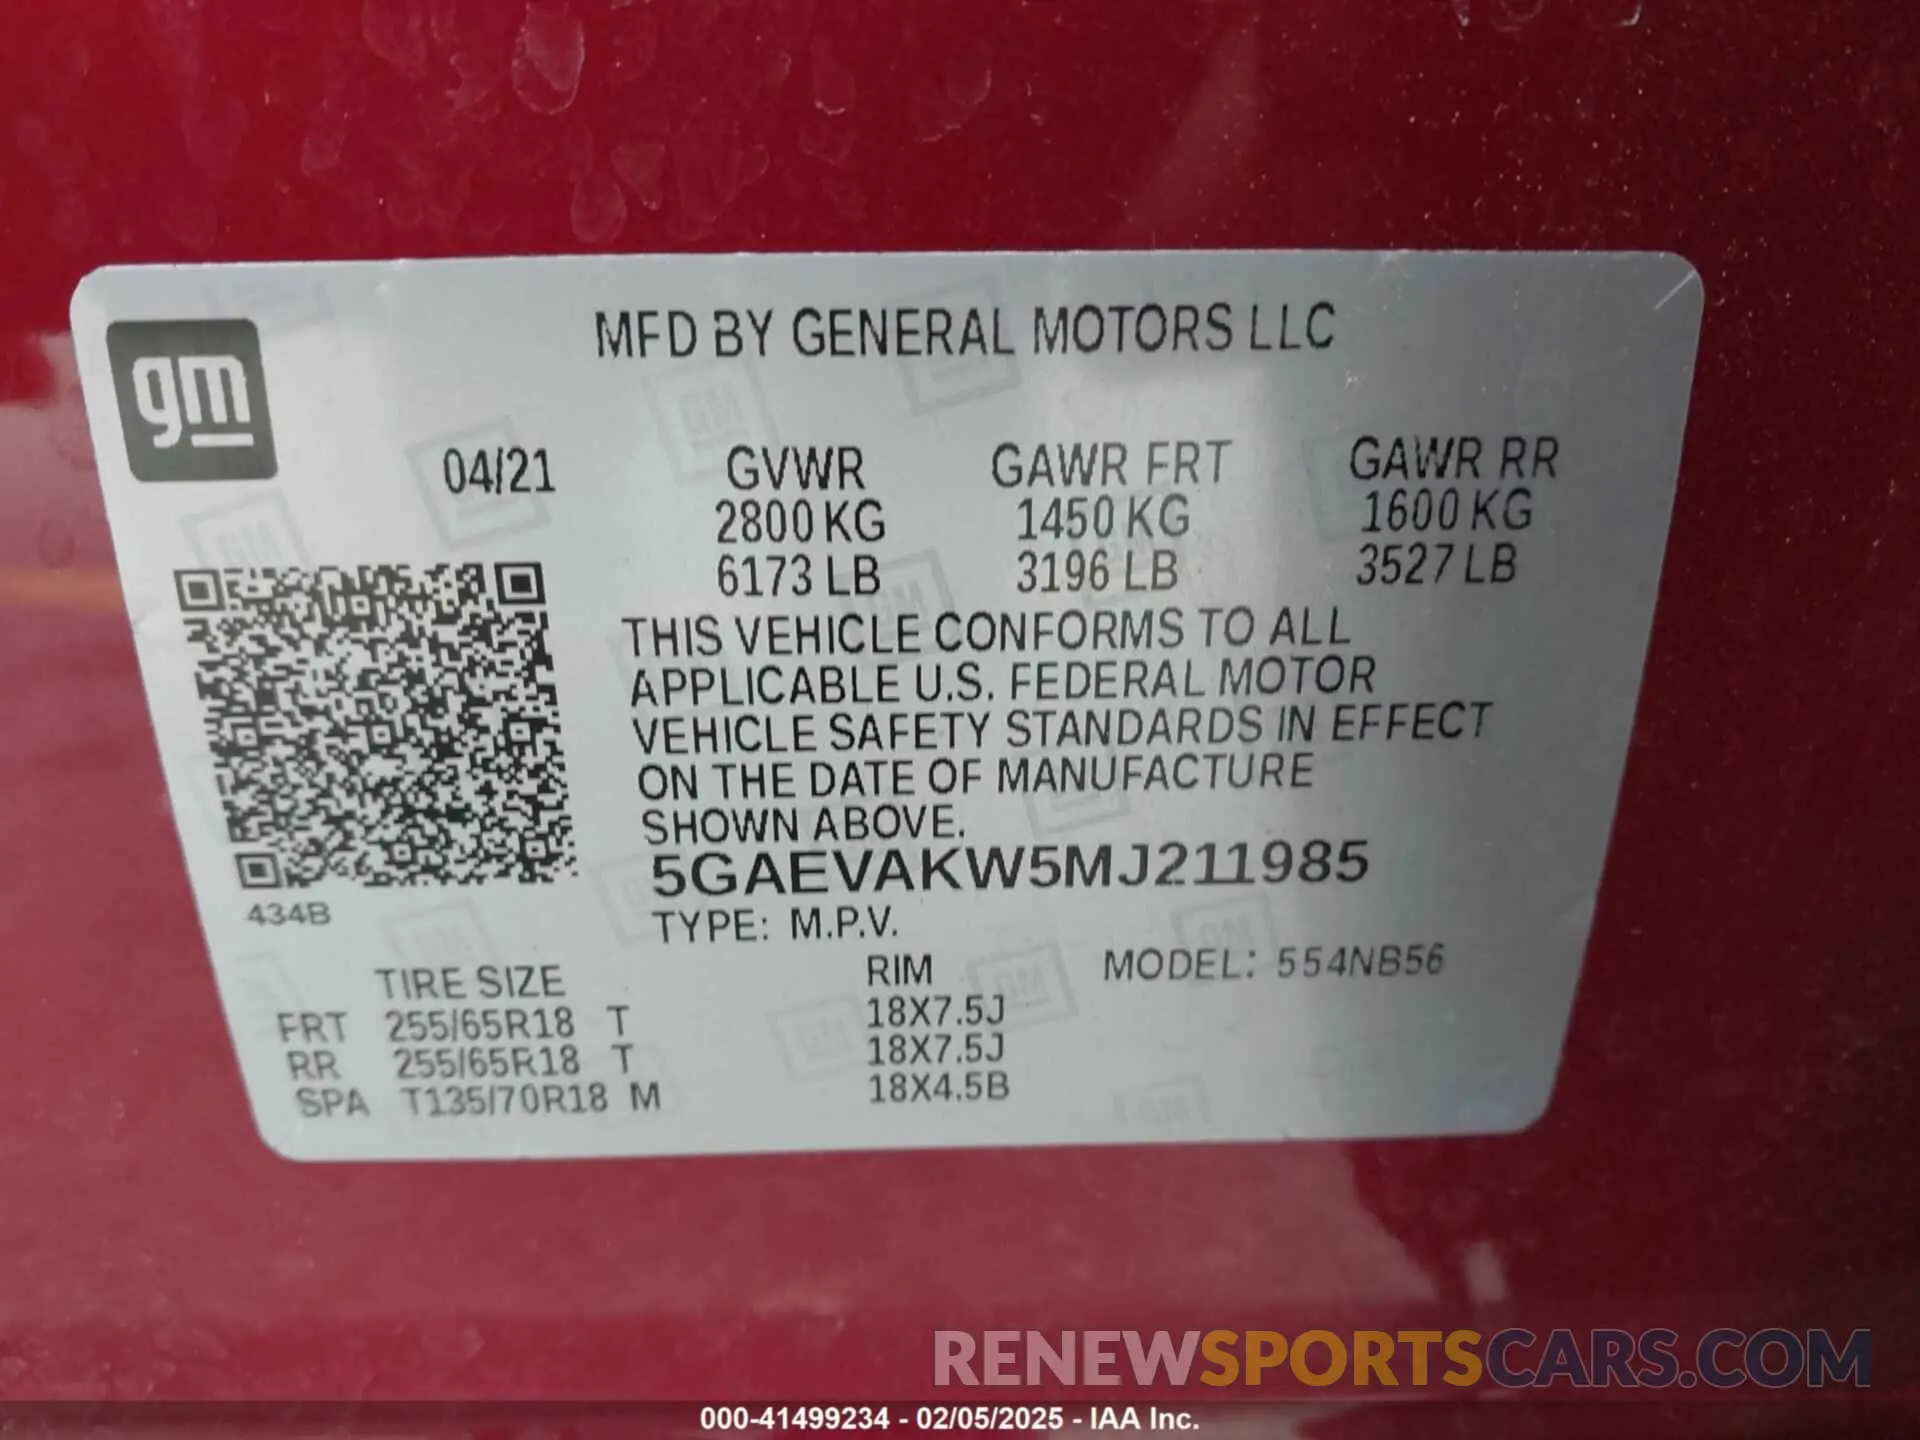 gm
MFD BY GENERAL MOTORS LLC
04/21 GVWR GAWR FRT GAWR RR
2800 KG 1450 KG 1600 KG
6173 LB 3196 LB 3527 LB
THIS VEHICLE CONFORMS TO ALL
APPLICABLE U.S. FEDERAL MOTOR
VEHICLE SAFETY STANDARDS IN EFFECT
ON THE DATE OF MANUFACTURE
SHOWN ABOVE.
5GAEVAKW5MJ211985
434B
TYPE: M.P.V.
TIRE SIZE RIM MODEL: 554NB56
FRT 255/65R18 T 18X7.5J
RR 255/65R18 T 18X7.5J
SPA T135/70R18 M 18X4.5B
RENEWSPORTSCARS.COM
000-41499234 - 02/05/2025 - IAA Inc.